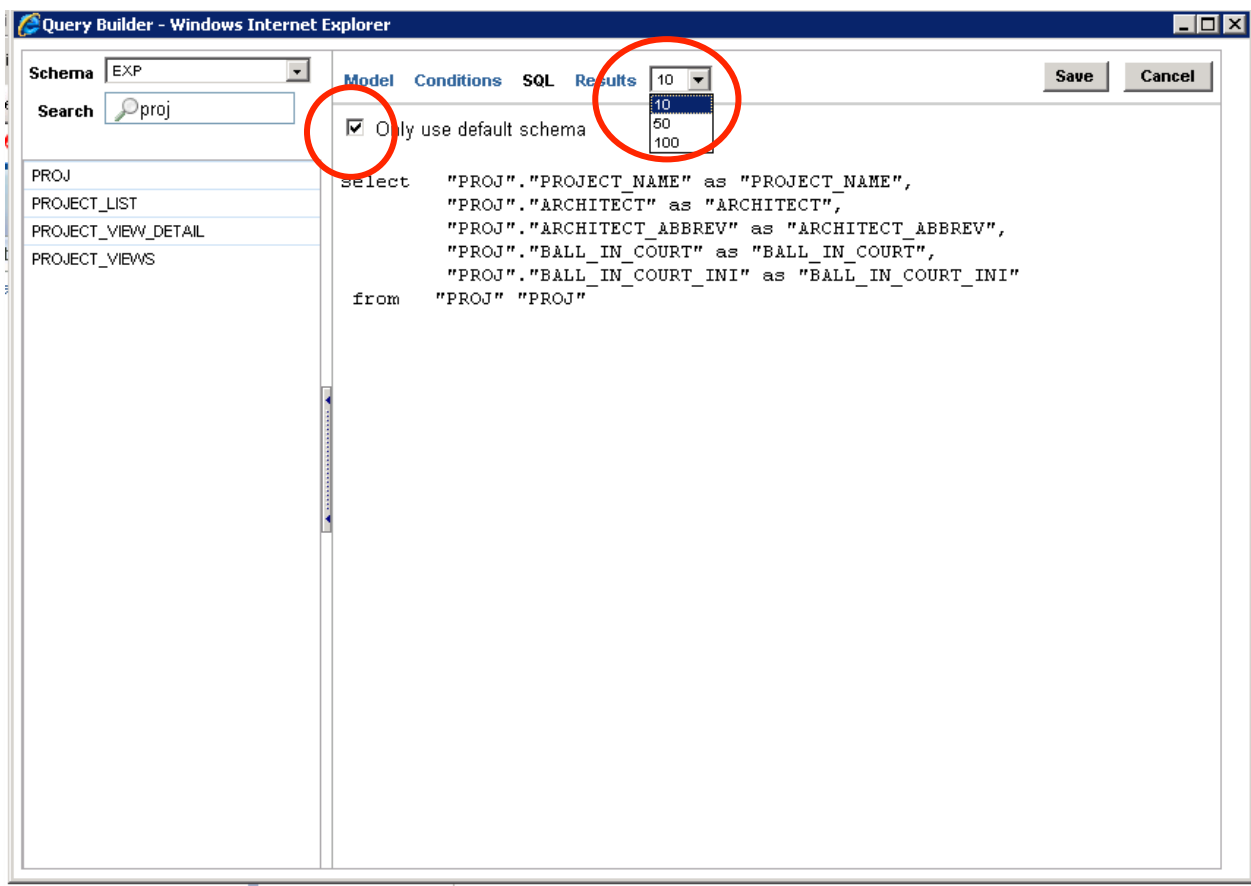 Query Builder - Windows Internet Explorer
Schema EXP
Search proj
PROJ
PROJECT_LIST
PROJECT_VIEW_DETAIL
PROJECT_VIEWS
Model Conditions SQL Results 10 Save Cancel
10
50
100
Only use default schema
select "PROJ"."PROJECT_NAME" as "PROJECT_NAME",
"PROJ"."ARCHITECT" as "ARCHITECT",
"PROJ"."ARCHITECT_ABBREV" as "ARCHITECT_ABBREV",
"PROJ"."BALL_IN_COURT" as "BALL_IN_COURT",
"PROJ"."BALL_IN_COURT_INI" as "BALL_IN_COURT_INI"
from "PROJ" "PROJ"